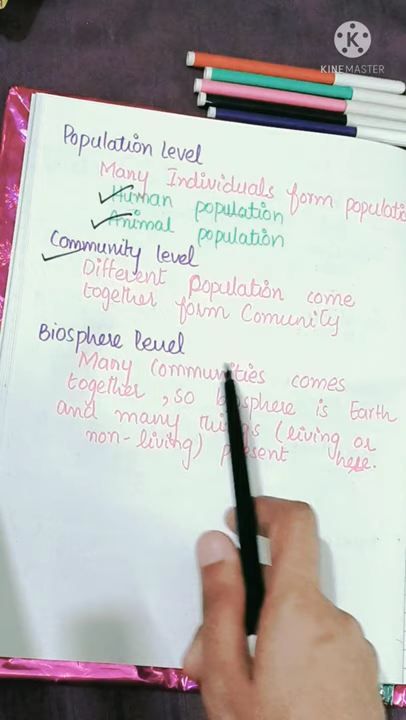 KINEMASTER
Population Level
Many Individuals form populatio
Human population
Animal population
Community level
Different Population come
together form Comunity
Biosphere Level
Many communities comes
together, so biosphere is Earth
and many things (living or
non-living) present here.